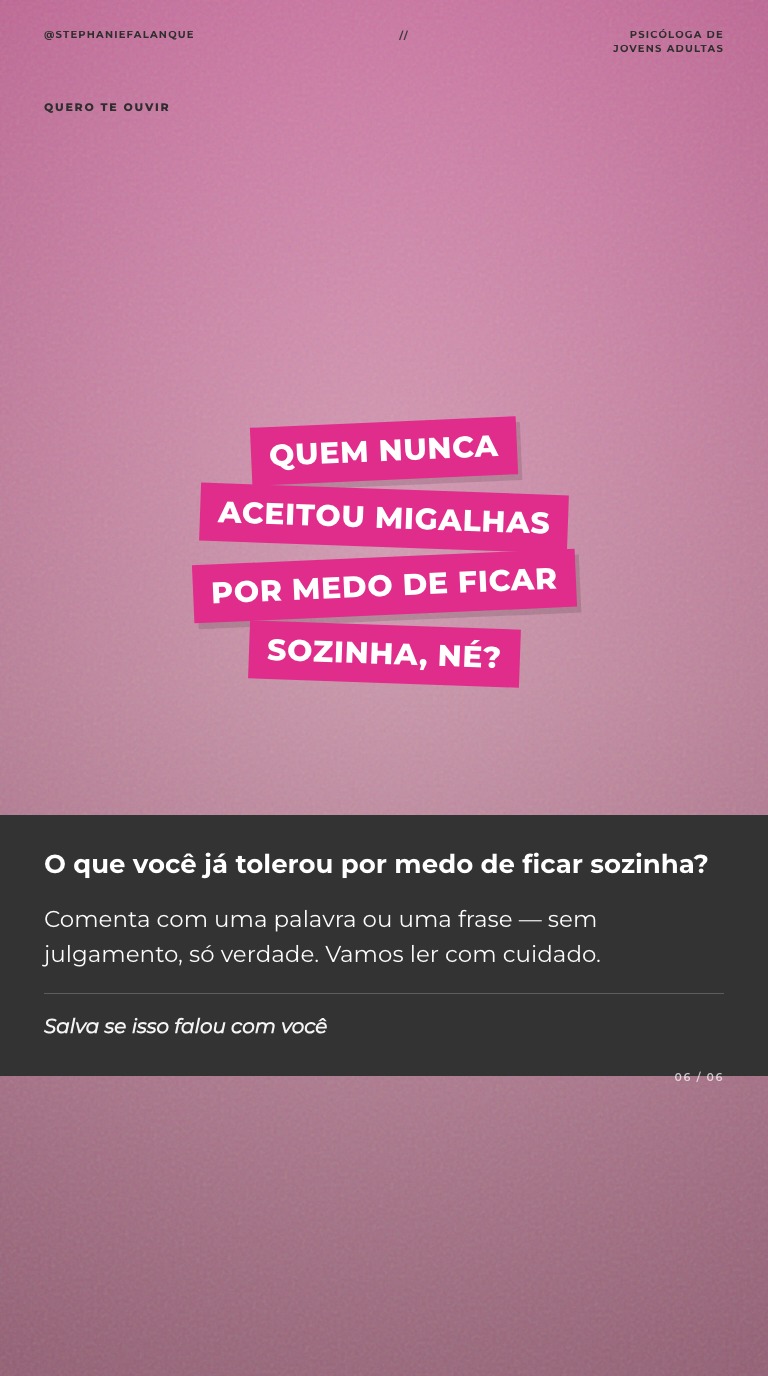 @STEPHANIEFALANQUE
//
PSICÓLOGA DE
JOVENS ADULTAS
QUERO TE OUVIR
QUEM NUNCA
ACEITOU MIGALHAS
POR MEDO DE FICAR
SOZINHA, NÉ?
O que você já tolerou por medo de ficar sozinha?
Comenta com uma palavra ou uma frase — sem
julgamento, só verdade. Vamos ler com cuidado.
Salva se isso falou com você
06 / 06